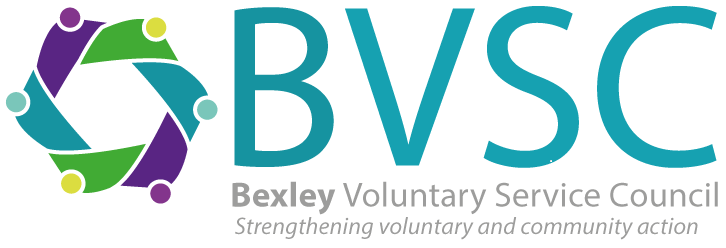 BVSC
Bexley Voluntary Service Council
Strengthening voluntary and community action